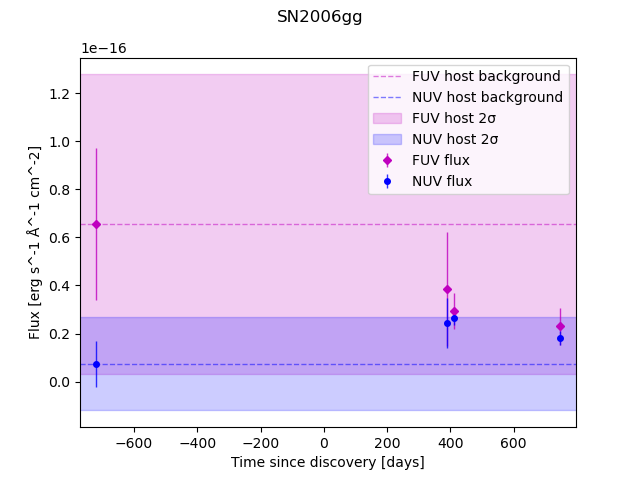 SN2006gg
1e−16
FUV host background
NUV host background
FUV host 2σ
NUV host 2σ
FUV flux
NUV flux
1.2
1.0
0.8
0.6
0.4
0.2
0.0
Flux [erg s^-1 Å^-1 cm^-2]
−600
−400
−200
0
200
400
600
Time since discovery [days]